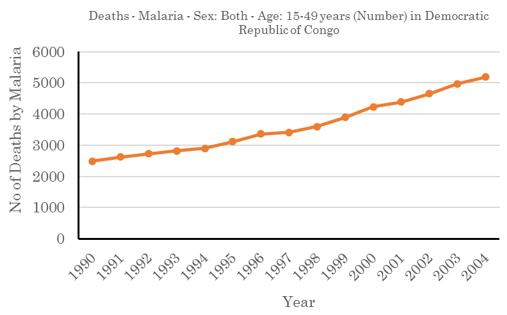 Deaths - Malaria - Sex: Both - Age: 15-49 years (Number) in Democratic
Republic of Congo
No of Deaths by Malaria
6000
5000
4000
3000
2000
1000
0
1990 1991 1992 1993 1994 1995 1996 1997 1998 1999 2000 2001 2002 2003 2004
Year